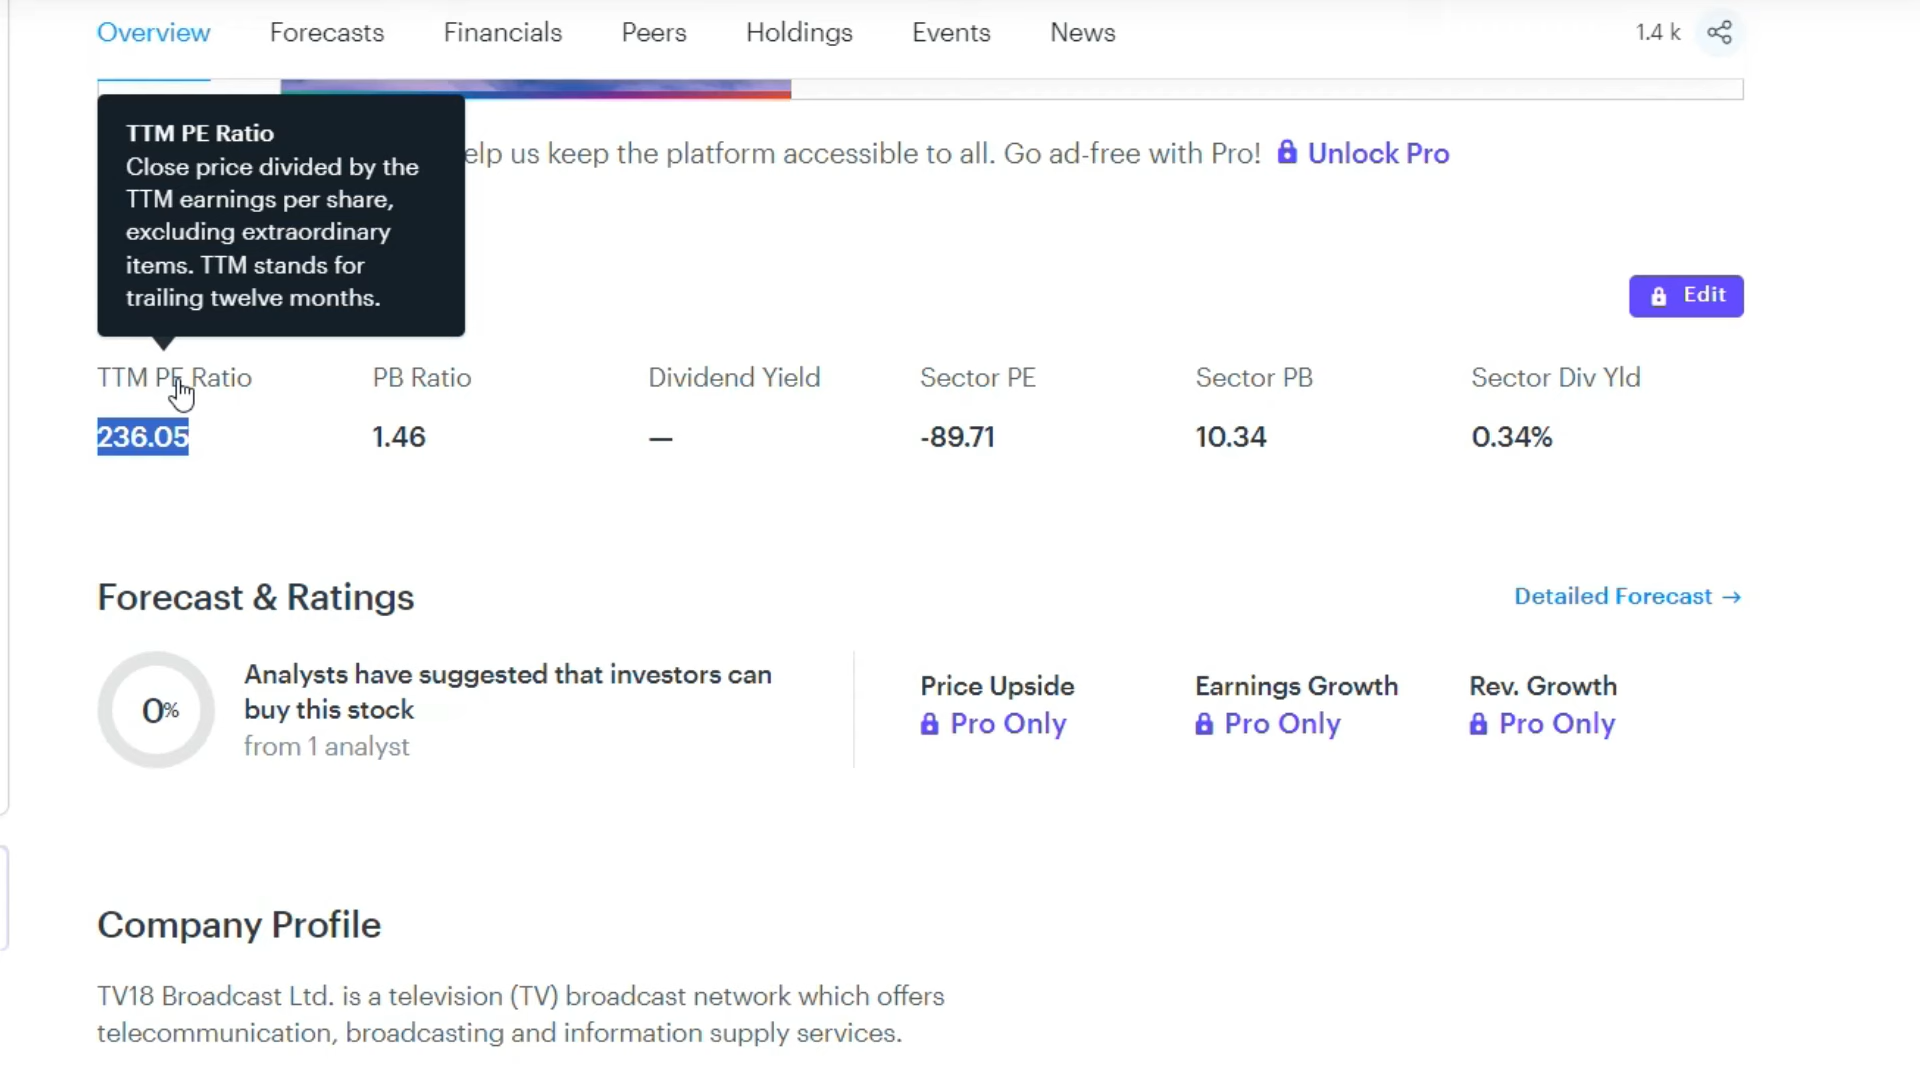 Overview Forecasts Financials Peers Holdings Events News 1.4 k
TTM PE Ratio
Close price divided by the
TTM earnings per share,
excluding extraordinary
items. TTM stands for
trailing twelve months.
us keep the platform accessible to all. Go ad-free with Pro! Unlock Pro
Edit
TTM PE Ratio PB Ratio Dividend Yield Sector PE Sector PB Sector Div Yld
236.05 1.46 — -89.71 10.34 0.34%
Forecast & Ratings Detailed Forecast →
0%
Analysts have suggested that investors can
buy this stock
from 1 analyst
Price Upside Earnings Growth Rev. Growth
Pro Only Pro Only Pro Only
Company Profile
TV18 Broadcast Ltd. is a television (TV) broadcast network which offers
telecommunication, broadcasting and information supply services.